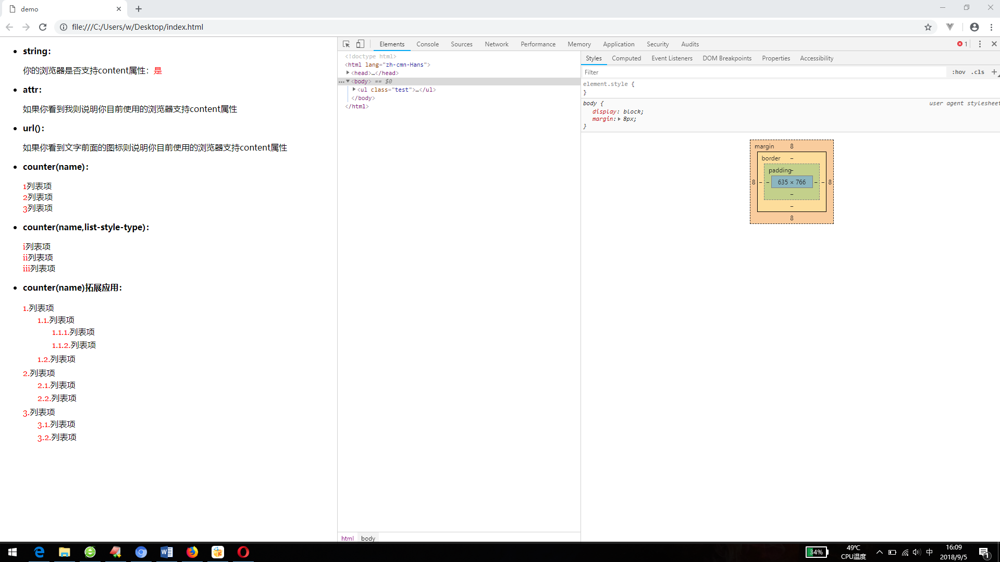 demo
file:///C:/Users/w/Desktop/index.html
string：
你的浏览器是否支持content属性：是
attr：
如果你看到我则说明你目前使用的浏览器支持content属性
url()：
如果你看到文字前面的图标则说明你目前使用的浏览器支持content属性
counter(name)：
1列表项
2列表项
3列表项
counter(name,list-style-type)：
i列表项
ii列表项
iii列表项
counter(name)拓展应用：
1.列表项
1.1.列表项
1.1.1.列表项
1.1.2.列表项
1.2.列表项
2.列表项
2.1.列表项
2.2.列表项
3.列表项
3.1.列表项
3.2.列表项
Elements Console Sources Network Performance Memory Application Security Audits 1
<!doctype html>
<html lang="zh-cmn-Hans">
<head>…</head>
<body> == $0
<ul class="test">…</ul>
</body>
</html>
html body
Styles Computed Event Listeners DOM Breakpoints Properties Accessibility
Filter :hov .cls +
element.style {
}
body { user agent stylesheet
display: block;
margin: 8px;
}
margin 8
border –
padding –
8 – – 635 × 766 – – 8
–
–
8
34% 49℃ 中 16:09
CPU温度 2018/9/5 1